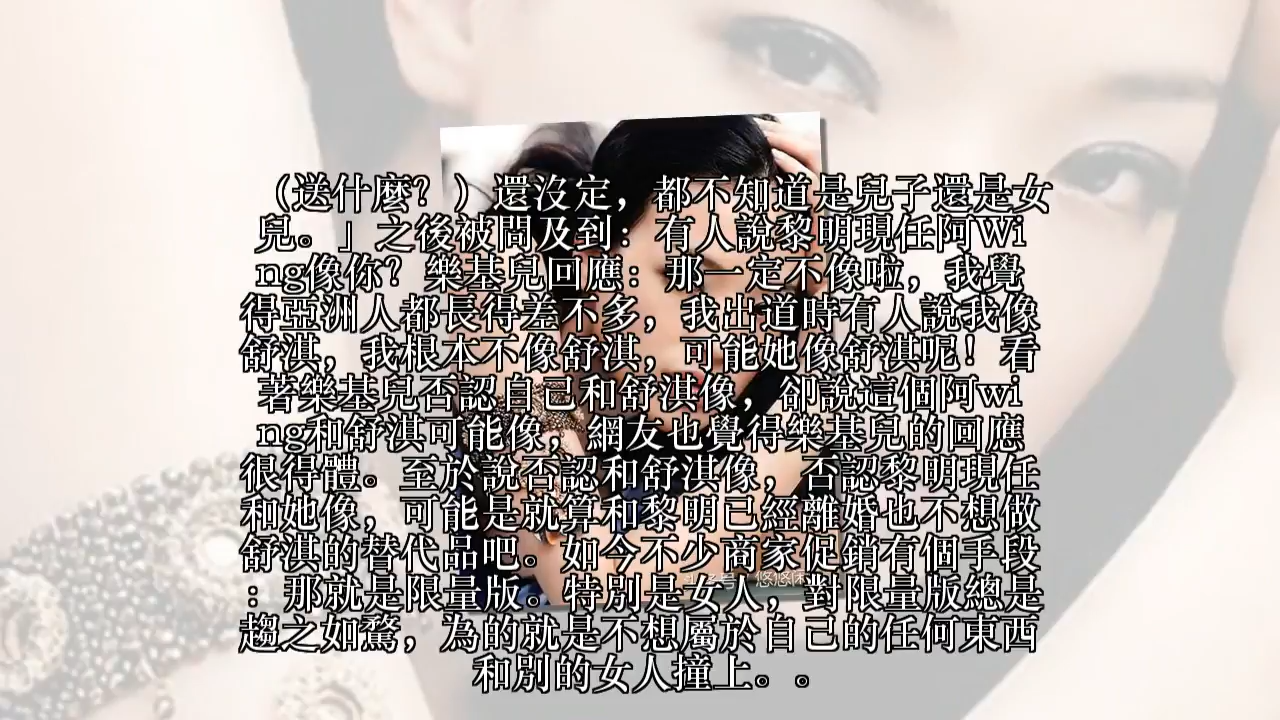 （送什麼？）還沒定，都不知道是兒子還是女
兒。」之後被問及到：有人說黎明現任阿Wi
ng像你？樂基兒回應：那一定不像啦，我覺
得亞洲人都長得差不多，我出道時有人說我像
舒淇，我根本不像舒淇，可能她像舒淇呢！看
著樂基兒否認自己和舒淇像，卻說這個阿wi
ng和舒淇可能像，網友也覺得樂基兒的回應
很得體。至於說否認和舒淇像，否認黎明現任
和她像，可能是就算和黎明已經離婚也不想做
舒淇的替代品吧。如今不少商家促銷有個手段
：那就是限量版。特別是女人，對限量版總是
趨之如鶩，為的就是不想屬於自己的任何東西
和別的女人撞上。。